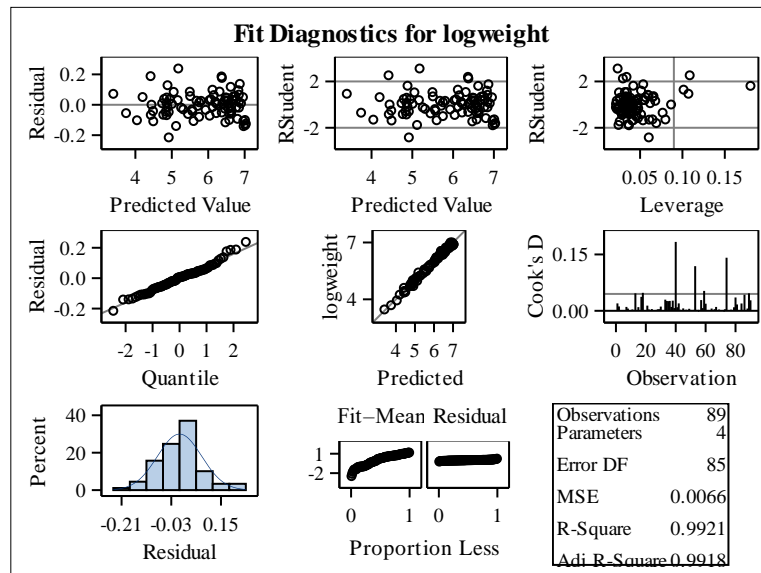 Fit Diagnostics for logweight
Residual
0.2
0.0
-0.2
4 5 6 7
Predicted Value
RStudent
2
-2
4 5 6 7
Predicted Value
RStudent
2
-2
0.05 0.10 0.15
Leverage
Residual
0.2
0.0
-0.2
-2 -1 0 1 2
Quantile
logweight
7
4
4 5 6 7
Predicted
Cook's D
0.15
0.00
0 20 40 60 80
Observation
Percent
40
20
0
-0.21 -0.03 0.15
Residual
Fit–Mean Residual
1
-2
0 1 0 1
Proportion Less
Observations 89
Parameters 4
Error DF 85
MSE 0.0066
R-Square 0.9921
Adj R-Square 0.9918